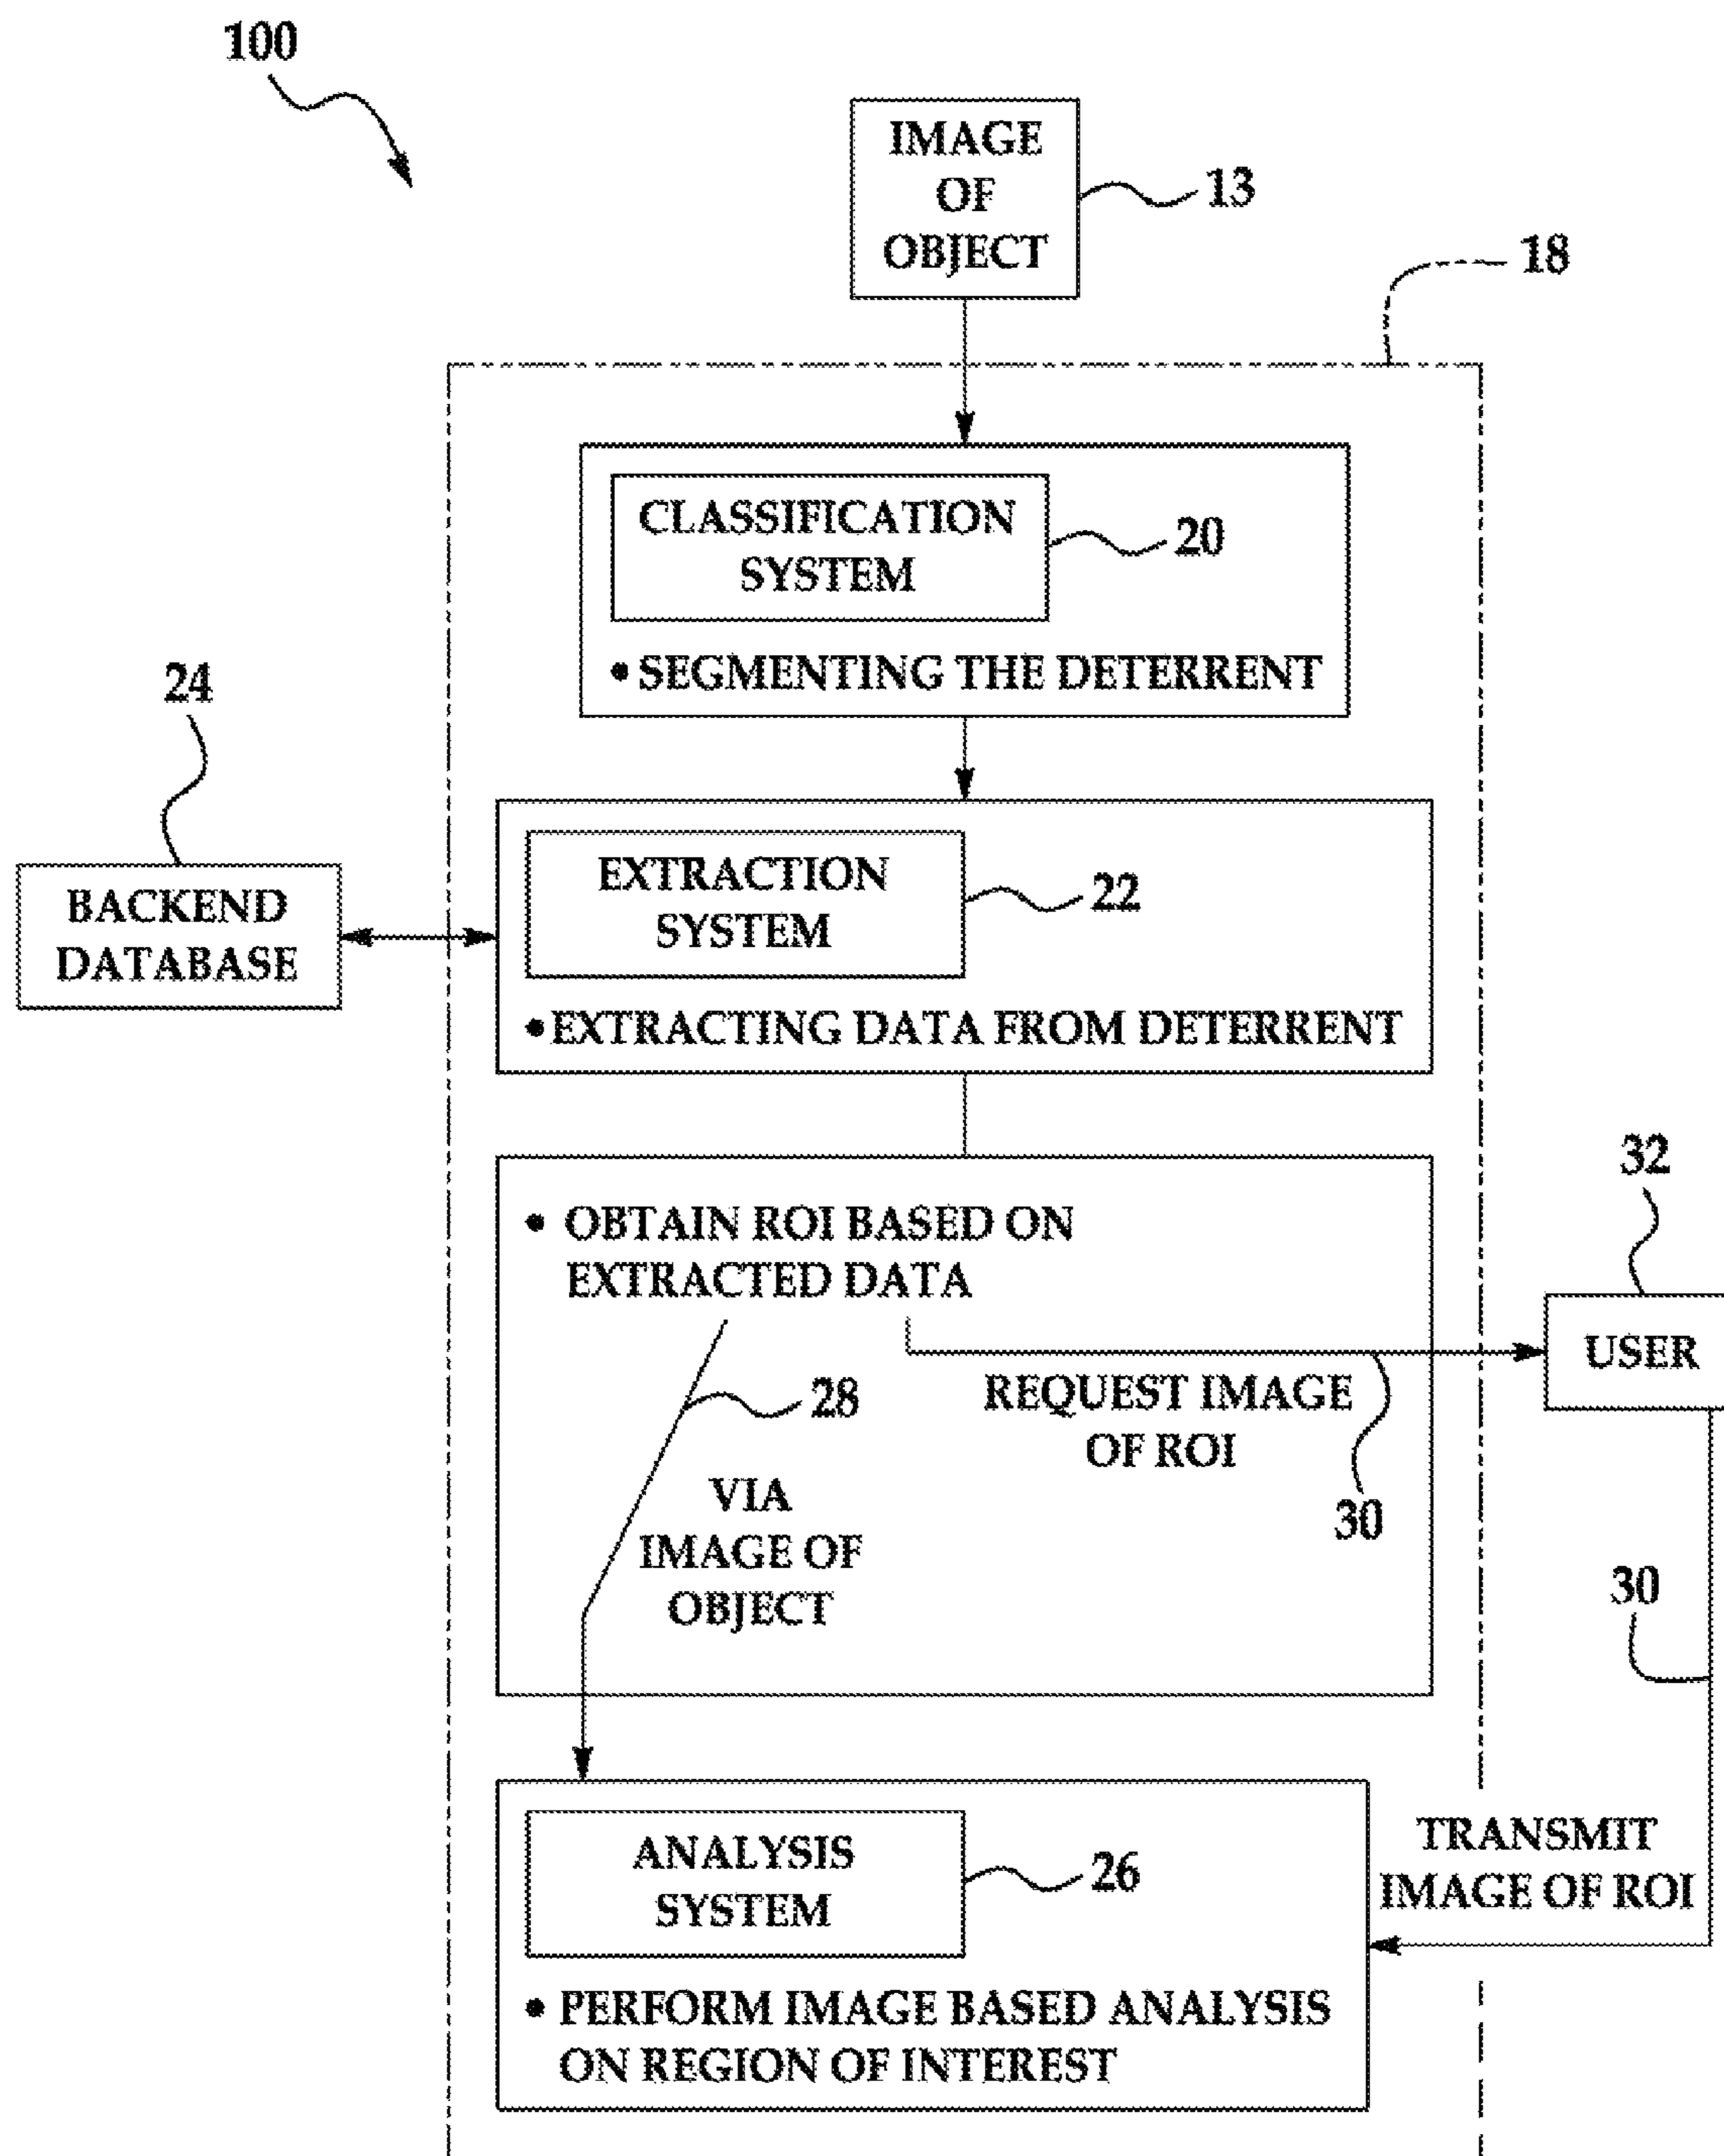 100
IMAGE
OF
OBJECT
13
18
CLASSIFICATION
SYSTEM
20
• SEGMENTING THE DETERRENT
24
BACKEND
DATABASE
EXTRACTION
SYSTEM
22
• EXTRACTING DATA FROM DETERRENT
• OBTAIN ROI BASED ON
EXTRACTED DATA
32
USER
28
REQUEST IMAGE
OF ROI
30
VIA
IMAGE OF
OBJECT
30
ANALYSIS
SYSTEM
26
TRANSMIT
IMAGE OF ROI
• PERFORM IMAGE BASED ANALYSIS
ON REGION OF INTEREST